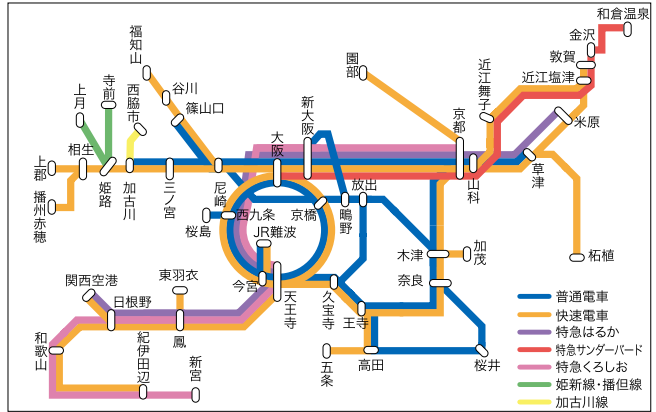 和倉温泉
金沢
敦賀
近江塩津
近江舞子
福知山
谷川
篠山口
園部
寺前
上月
西脇市
新大阪
大阪
京都
米原
相生
上郡
播州赤穂
姫路
加古川
三ノ宮
尼崎
放出
山科
草津
柘植
桜島
西九条
京橋
鴫野
JR難波
木津
加茂
奈良
関西空港
東羽衣
日根野
今宮
天王寺
久宝寺
王寺
和歌山
紀伊田辺
鳳
新宮
五条
高田
桜井
普通電車
快速電車
特急はるか
特急サンダーバード
特急くろしお
姫新線・播但線
加古川線